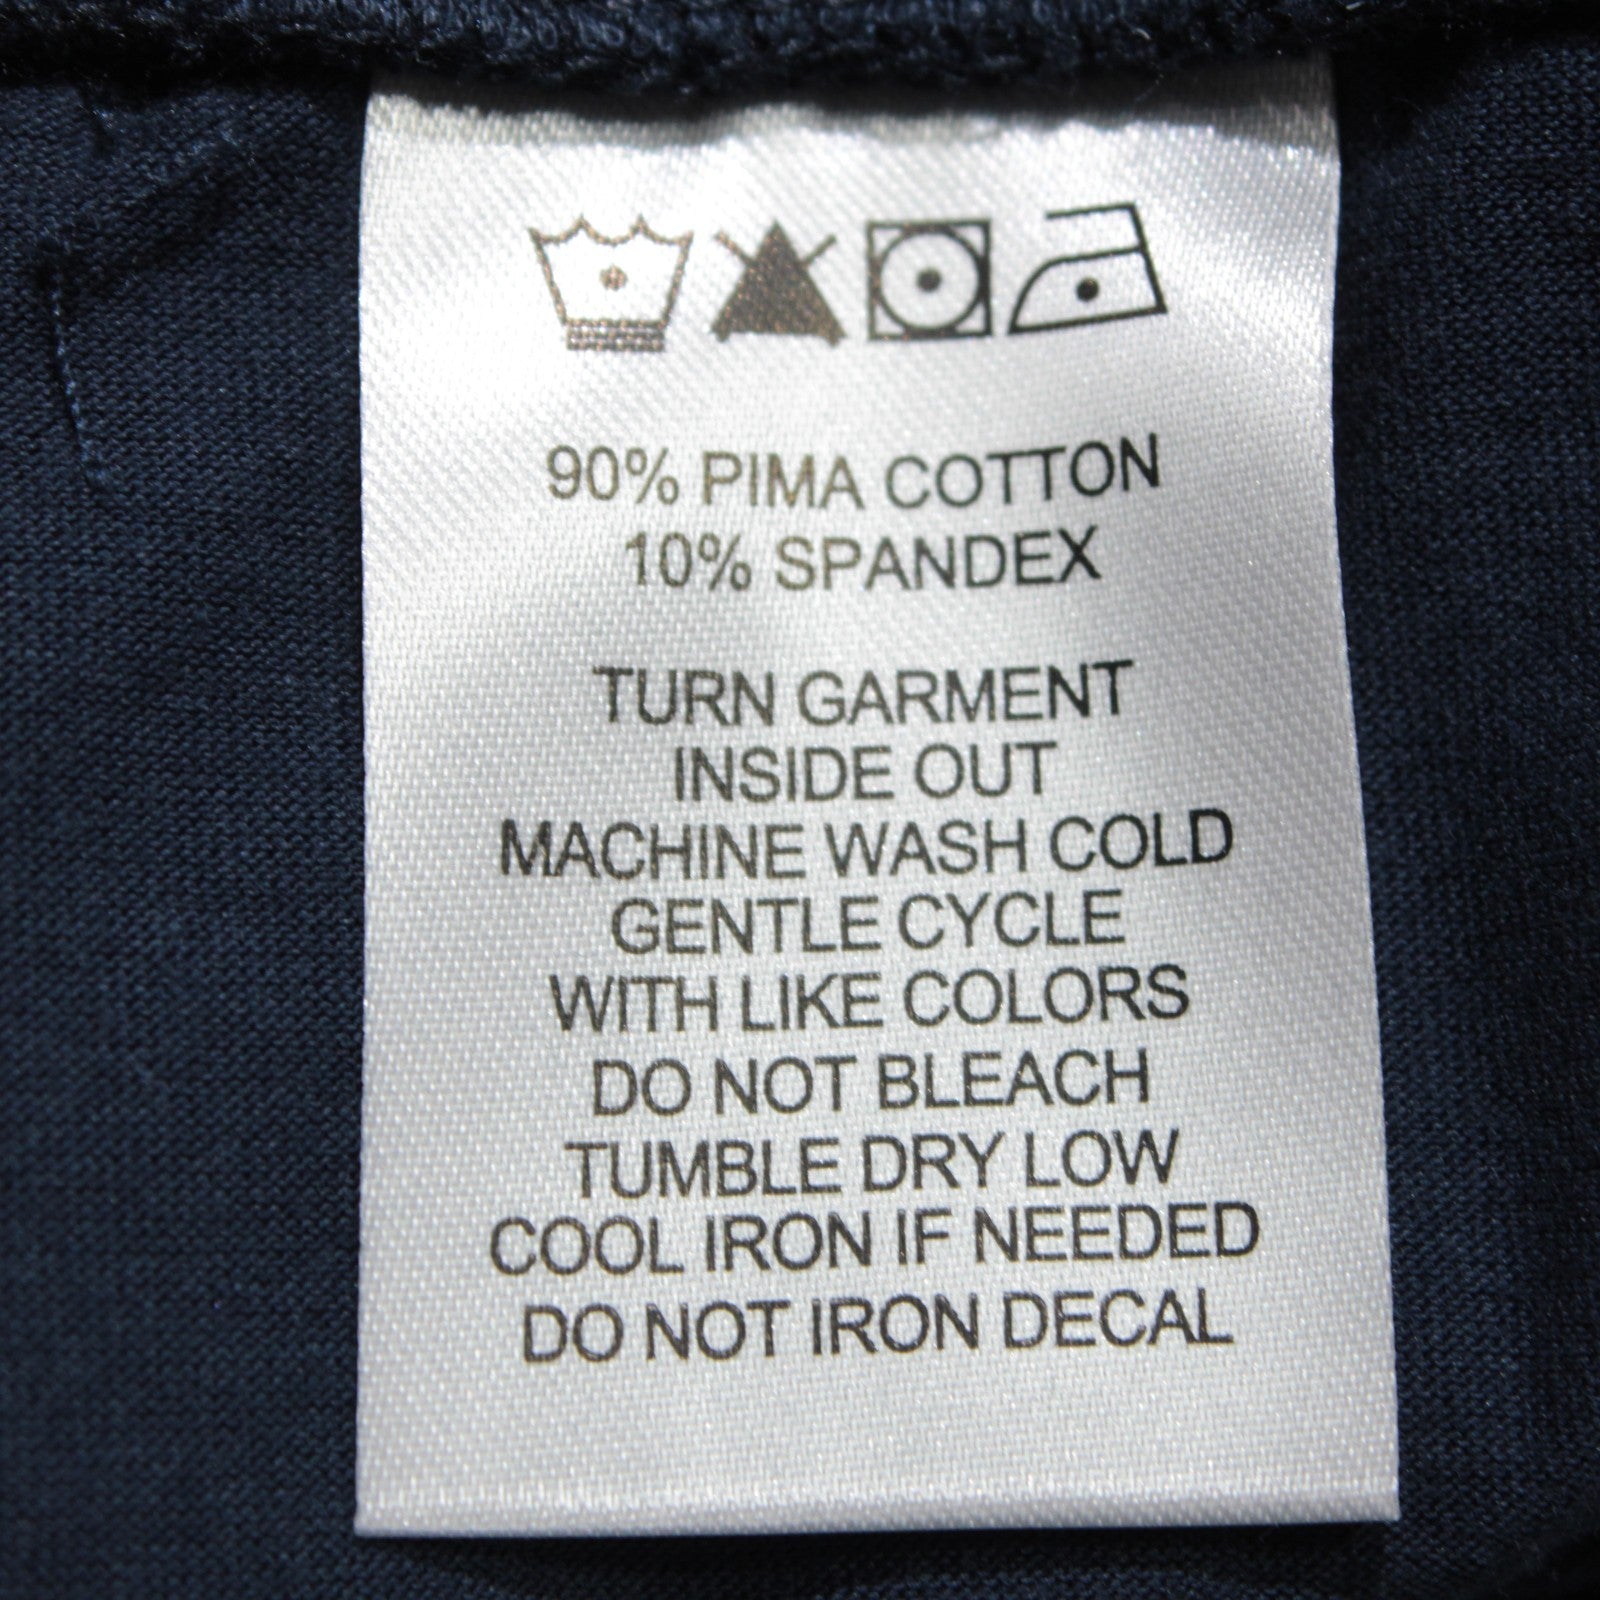 90% PIMA COTTON
10% SPANDEX
TURN GARMENT
INSIDE OUT
MACHINE WASH COLD
GENTLE CYCLE
WITH LIKE COLORS
DO NOT BLEACH
TUMBLE DRY LOW
COOL IRON IF NEEDED
DO NOT IRON DECAL